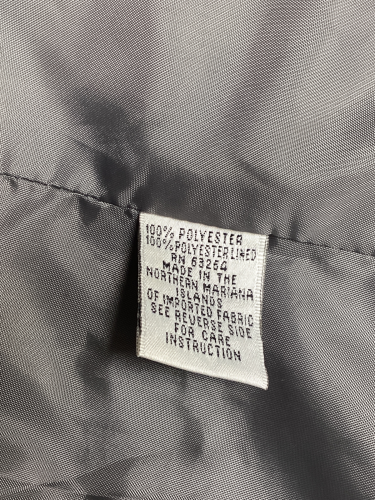 100% POLYESTER
100% POLYESTER LINED
RN 63254
MADE IN THE
NORTHERN MARIANA
ISLANDS
OF IMPORTED FABRIC
SEE REVERSE SIDE
FOR CARE
INSTRUCTION